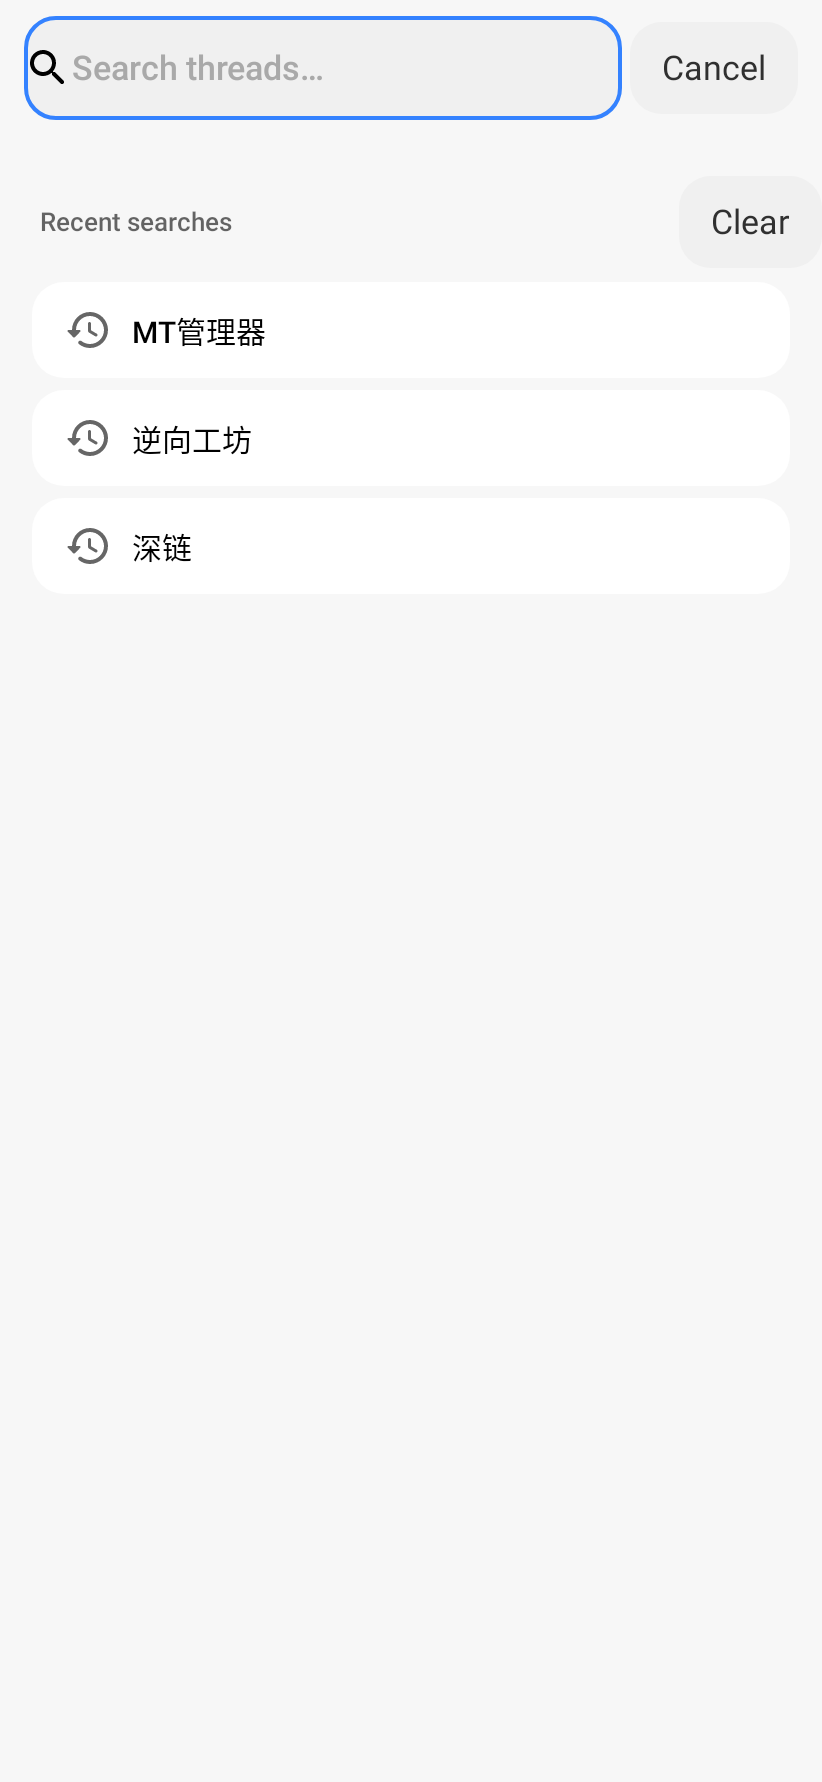 Search threads...
Cancel
Recent searches
Clear
MT管理器
逆向工坊
深链